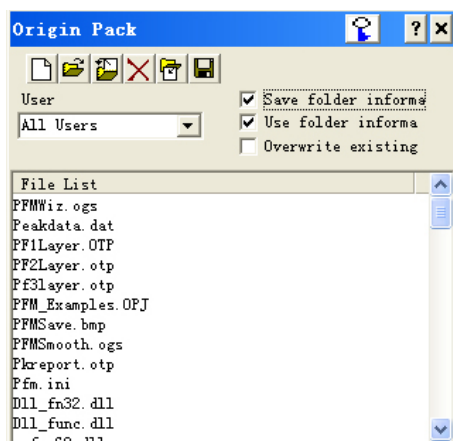 Origin Pack
User
All Users
Save folder informa
Use folder informa
Overwrite existing
File List
PFMWiz.ogs
Peakdata.dat
PF1Layer.OTP
PF2Layer.otp
Pf3layer.otp
PFM_Examples.OPJ
PFMSave.bmp
PFMSmooth.ogs
Pkreport.otp
Pfm.ini
Dll_fn32.dll
Dll_func.dll